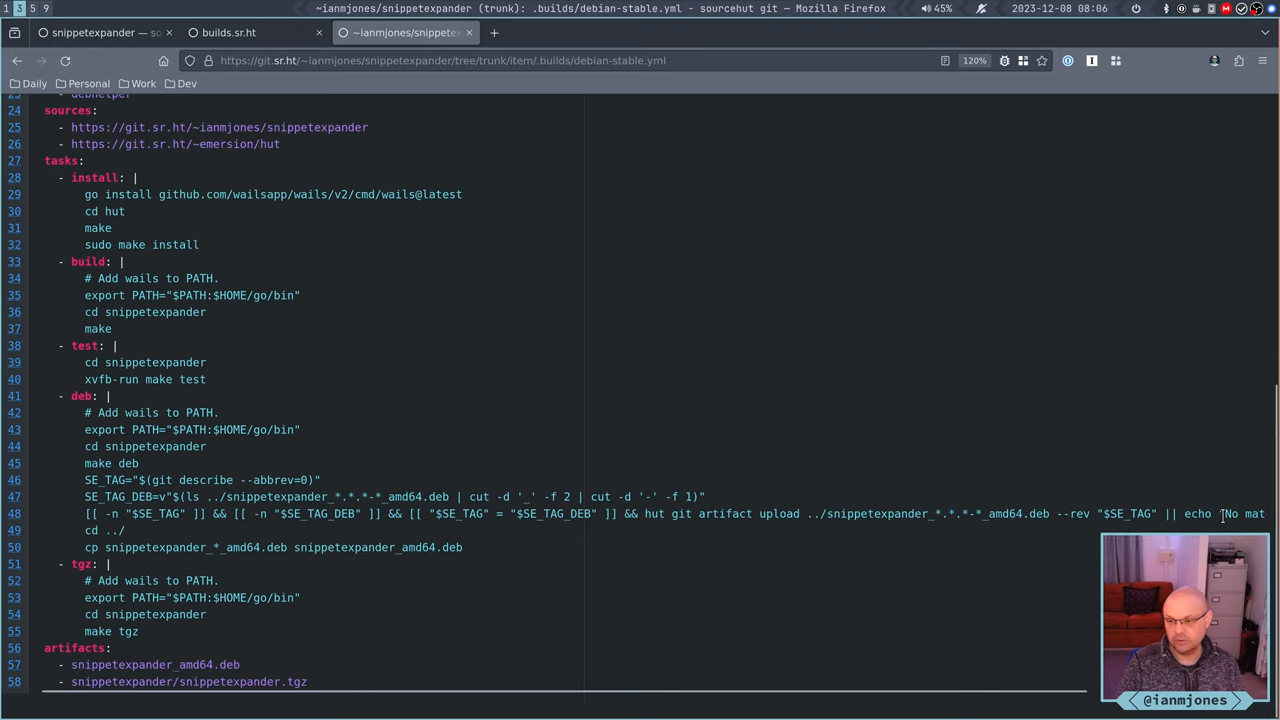 1 3 5 9
~ianmjones/snippetexpander (trunk): .builds/debian-stable.yml - sourcehut git — Mozilla Firefox
45% 2023-12-08 08:06
snippetexpander — so
builds.sr.ht
~ianmjones/snippetex
https://git.sr.ht/~ianmjones/snippetexpander/tree/trunk/item/.builds/debian-stable.yml
120%
Daily Personal Work Dev
23 - debhelper
24 sources:
25 - https://git.sr.ht/~ianmjones/snippetexpander
26 - https://git.sr.ht/~emersion/hut
27 tasks:
28 - install: |
29 go install github.com/wailsapp/wails/v2/cmd/wails@latest
30 cd hut
31 make
32 sudo make install
33 - build: |
34 # Add wails to PATH.
35 export PATH="$PATH:$HOME/go/bin"
36 cd snippetexpander
37 make
38 - test: |
39 cd snippetexpander
40 xvfb-run make test
41 - deb: |
42 # Add wails to PATH.
43 export PATH="$PATH:$HOME/go/bin"
44 cd snippetexpander
45 make deb
46 SE_TAG="$(git describe --abbrev=0)"
47 SE_TAG_DEB=v"$(ls ../snippetexpander_*.*.*-*_amd64.deb | cut -d '_' -f 2 | cut -d '-' -f 1)"
48 [[ -n "$SE_TAG" ]] && [[ -n "$SE_TAG_DEB" ]] && [[ "$SE_TAG" = "$SE_TAG_DEB" ]] && hut git artifact upload ../snippetexpander_*.*.*-*_amd64.deb --rev "$SE_TAG" || echo "No mat
49 cd ../
50 cp snippetexpander_*_amd64.deb snippetexpander_amd64.deb
51 - tgz: |
52 # Add wails to PATH.
53 export PATH="$PATH:$HOME/go/bin"
54 cd snippetexpander
55 make tgz
56 artifacts:
57 - snippetexpander_amd64.deb
58 - snippetexpander/snippetexpander.tgz
@ianmjones